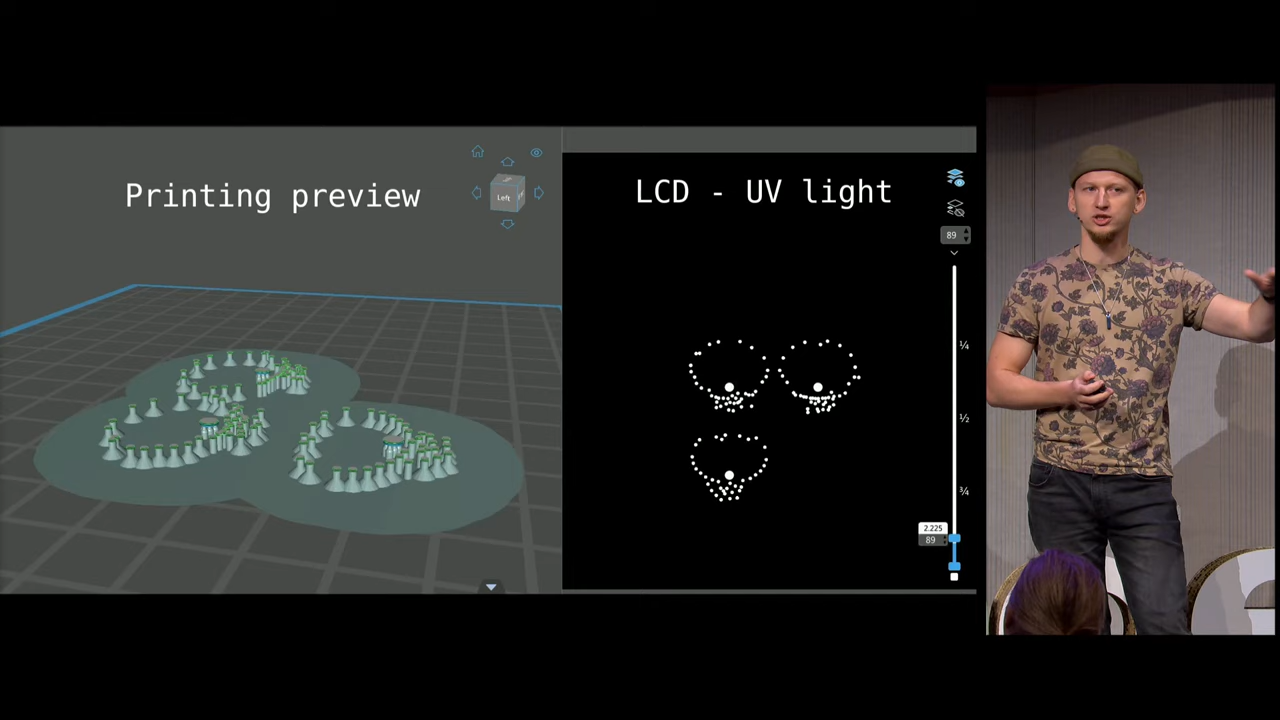 Printing preview
LCD - UV light
Left
89
1/4
1/2
3/4
2.225
89